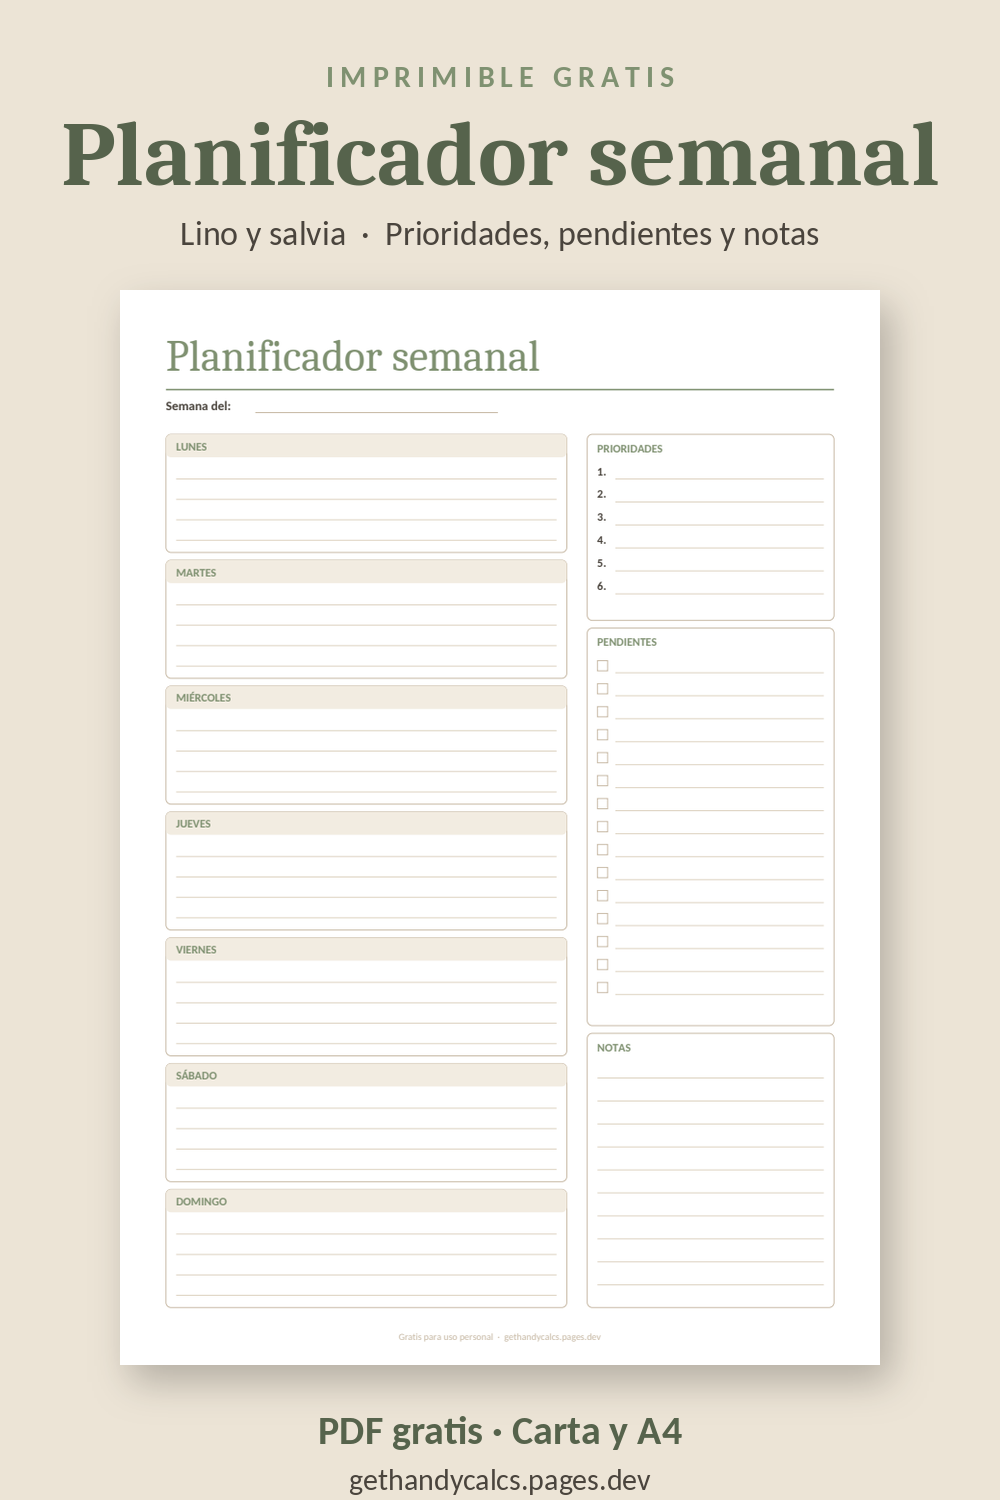 IMPRIMIBLE GRATIS
Planificador semanal
Lino y salvia · Prioridades, pendientes y notas
Planificador semanal
Semana del:
LUNES
MARTES
MIÉRCOLES
JUEVES
VIERNES
SÁBADO
DOMINGO
PRIORIDADES
1.
2.
3.
4.
5.
6.
PENDIENTES
NOTAS
Gratis para uso personal · gethandycalcs.pages.dev
PDF gratis · Carta y A4
gethandycalcs.pages.dev